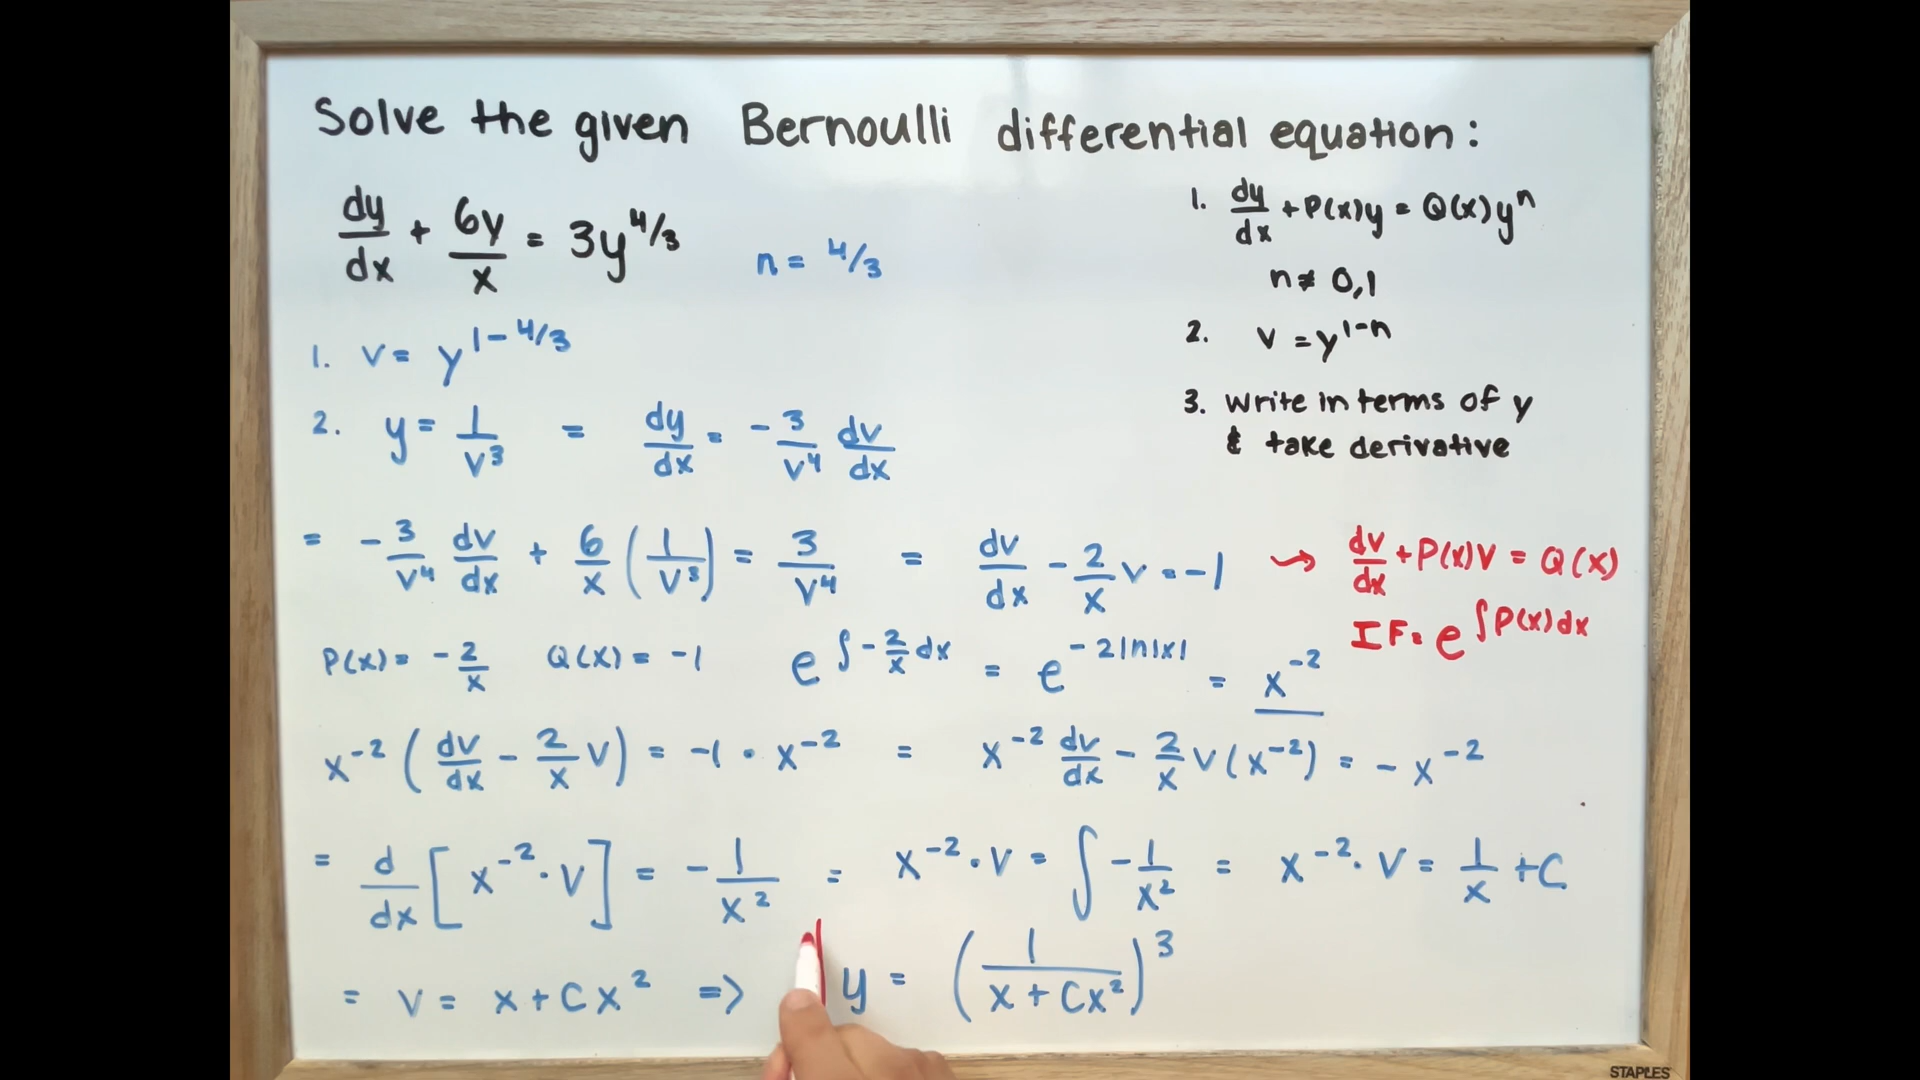 Solve the given Bernoulli differential equation:
dy/dx + 6y/x = 3y^4/3
n = 4/3
1. dy/dx + P(x)y = Q(x)y^n
n ≠ 0,1
2. v = y^1-n
3. Write in terms of y
& take derivative
1. v = y^1-4/3
2. y = 1/v^3 = dy/dx = -3/v^4 dv/dx
= -3/v^4 dv/dx + 6/x (1/v^3) = 3/v^4 = dv/dx - 2/x v = -1 ⇝ dv/dx + P(x)v = Q(x)
IF = e^∫P(x)dx
P(x) = -2/x Q(x) = -1 e^∫-2/x dx = e^-2ln|x| = x^-2
x^-2 (dv/dx - 2/x v) = -1 · x^-2 = x^-2 dv/dx - 2/x v(x^-2) = -x^-2
= d/dx [x^-2 · v] = -1/x^2 = x^-2 · v = ∫ -1/x^2 = x^-2 · v = 1/x + C
= v = x + Cx^2 => y = (1/(x + Cx^2))^3
STAPLES